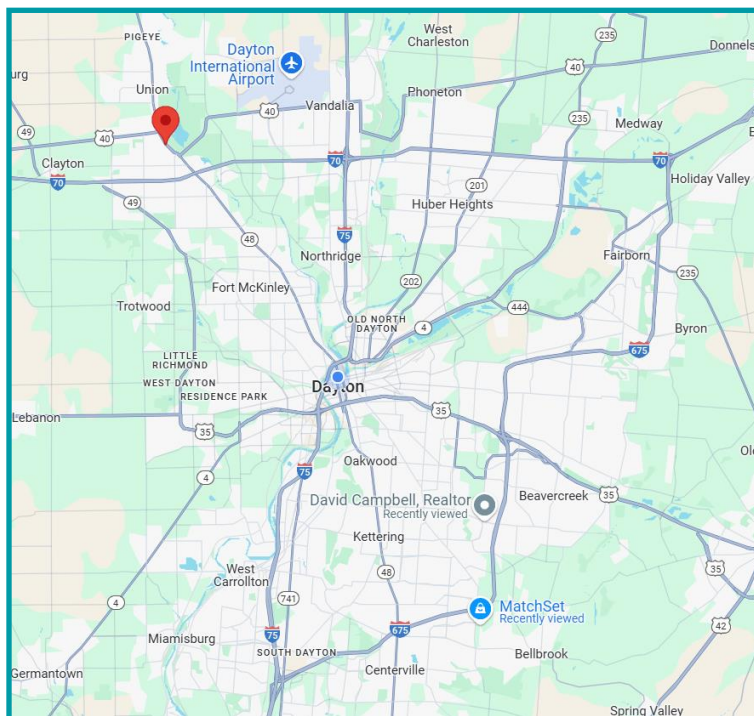 West
Charleston
235
Donnels
PIGEYE
Dayton
International
Airport
40
urg
Union
Phoneton
40
Vandalia
235
Medway
49
40
Clayton
70
70
70
201
Holiday Valley
49
Huber Heights
48
75
Northridge
Fairborn
202
235
Fort McKinley
Trotwood
444
OLD NORTH
DAYTON
4
Byron
675
LITTLE
RICHMOND
WEST DAYTON
RESIDENCE PARK
Dayton
Lebanon
35
35
4
Oakwood
75
Beavercreek
35
David Campbell, Realtor
Recently viewed
Kettering
West
Carrollton
48
35
4
741
MatchSet
Recently viewed
42
75
675
Miamisburg
SOUTH DAYTON
Bellbrook
Germantown
Centerville
Spring Valley